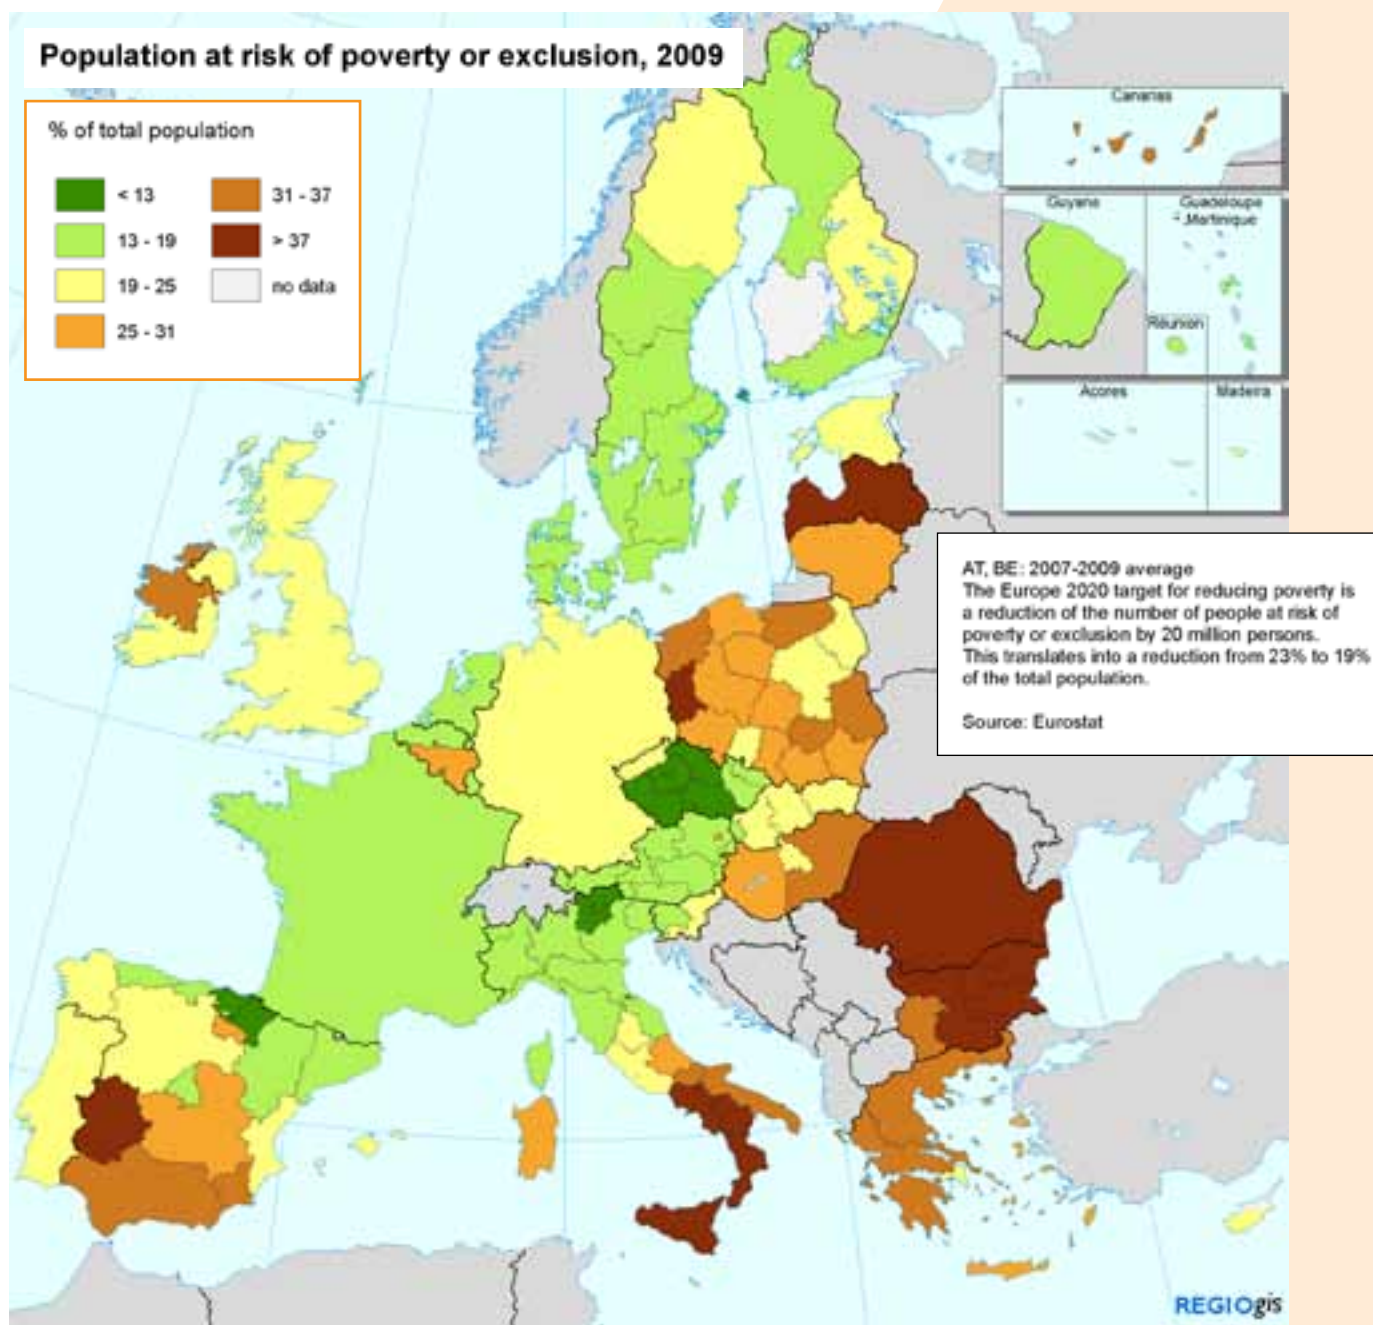 Population at risk of poverty or exclusion, 2009
% of total population
< 13
13 - 19
19 - 25
25 - 31
31 - 37
> 37
no data
Canarias
Guyane
Guadeloupe
Martinique
Réunion
Acores
Madeira
AT, BE: 2007-2009 average
The Europe 2020 target for reducing poverty is
a reduction of the number of people at risk of
poverty or exclusion by 20 million persons.
This translates into a reduction from 23% to 19%
of the total population.
Source: Eurostat
REGIOgis